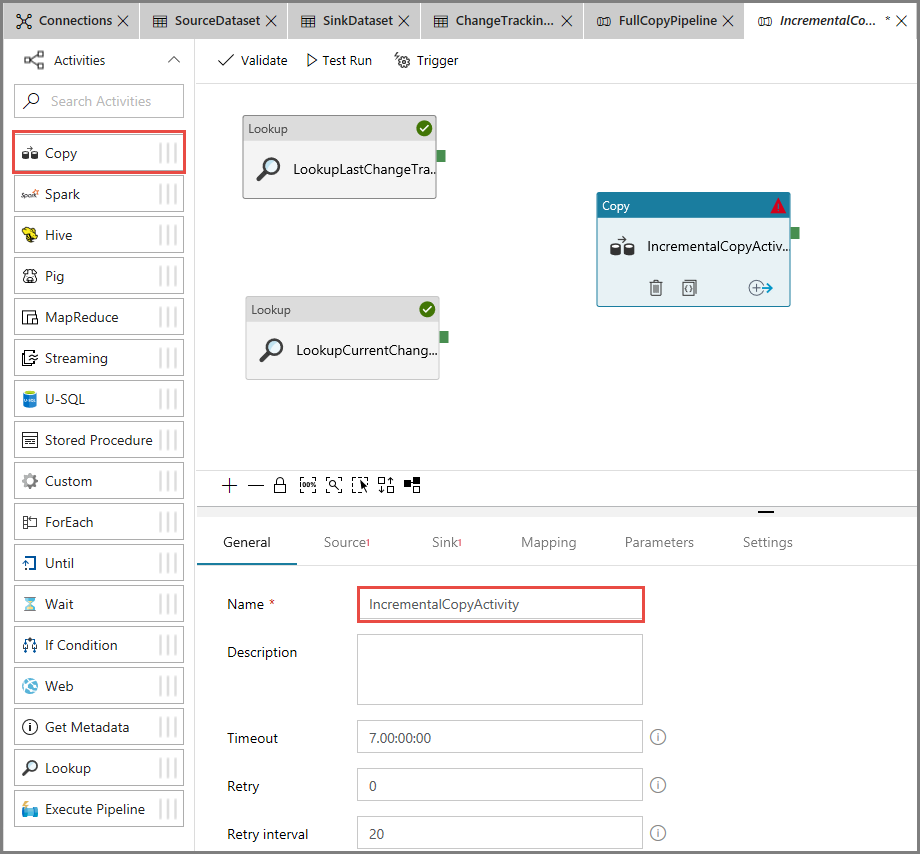 Connections
SourceDataset
SinkDataset
ChangeTrackin...
FullCopyPipeline
IncrementalCo... *
Activities
Validate
Test Run
Trigger
Search Activities
Copy
Spark
Hive
Pig
MapReduce
Streaming
U-SQL
Stored Procedure
Custom
ForEach
Until
Wait
If Condition
Web
Get Metadata
Lookup
Execute Pipeline
Lookup
LookupLastChangeTra..
Copy
IncrementalCopyActiv..
Lookup
LookupCurrentChang...
100%
General
Source1
Sink1
Mapping
Parameters
Settings
Name *
IncrementalCopyActivity
Description
Timeout
7.00:00:00
Retry
0
Retry interval
20